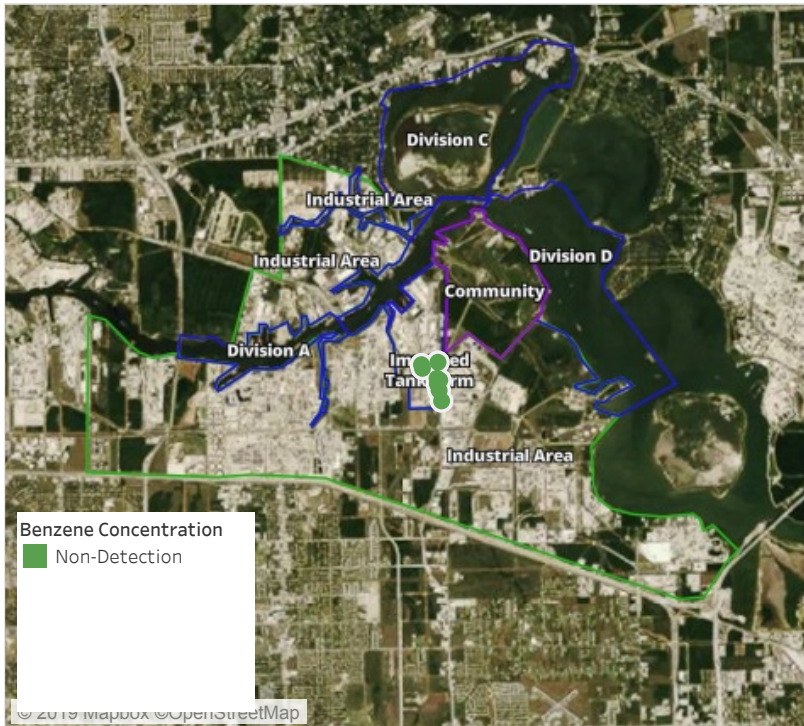 Division C
Industrial Area
Division D
Industrial Area
Community
Division A
Industrial Area
Benzene Concentration
Non-Detection
© 2019 Mapbox ©OpenStreetMap